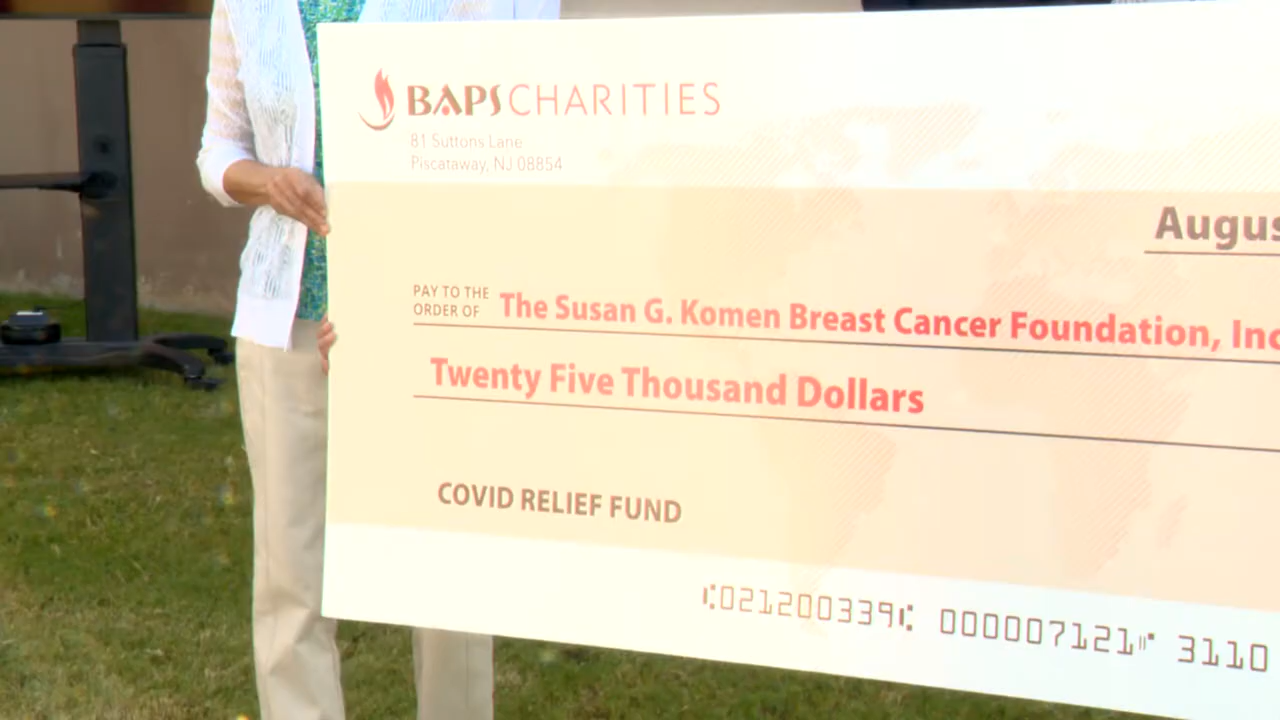 BAPS CHARITIES
81 Suttons Lane
Piscataway, NJ 08854
Augus
PAY TO THE
ORDER OF
The Susan G. Komen Breast Cancer Foundation, Inc
Twenty Five Thousand Dollars
COVID RELIEF FUND
⑆021200339⑆ 000007121⑈ 3110